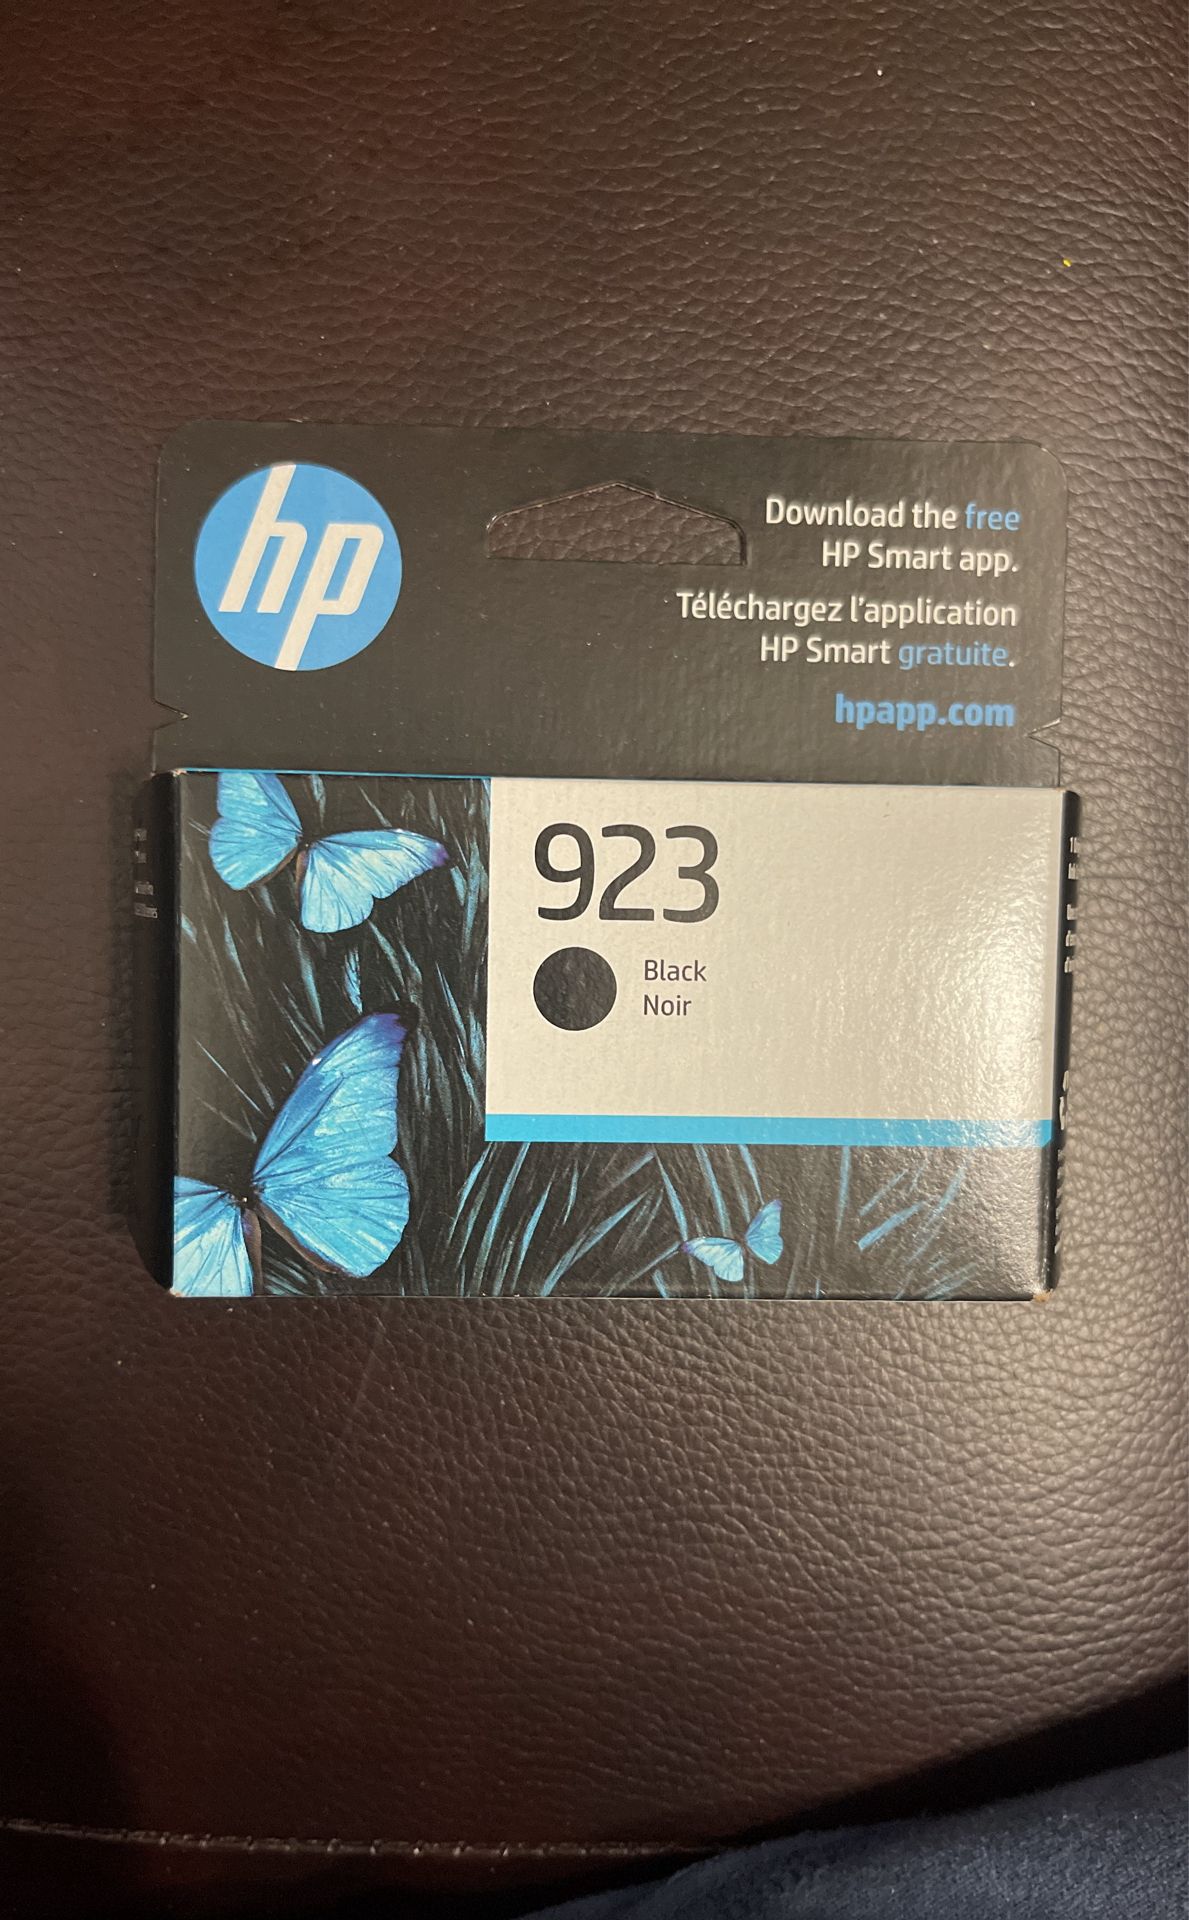 hp
Download the free
HP Smart app.
Téléchargez l'application
HP Smart gratuite.
hpapp.com
923
Black
Noir